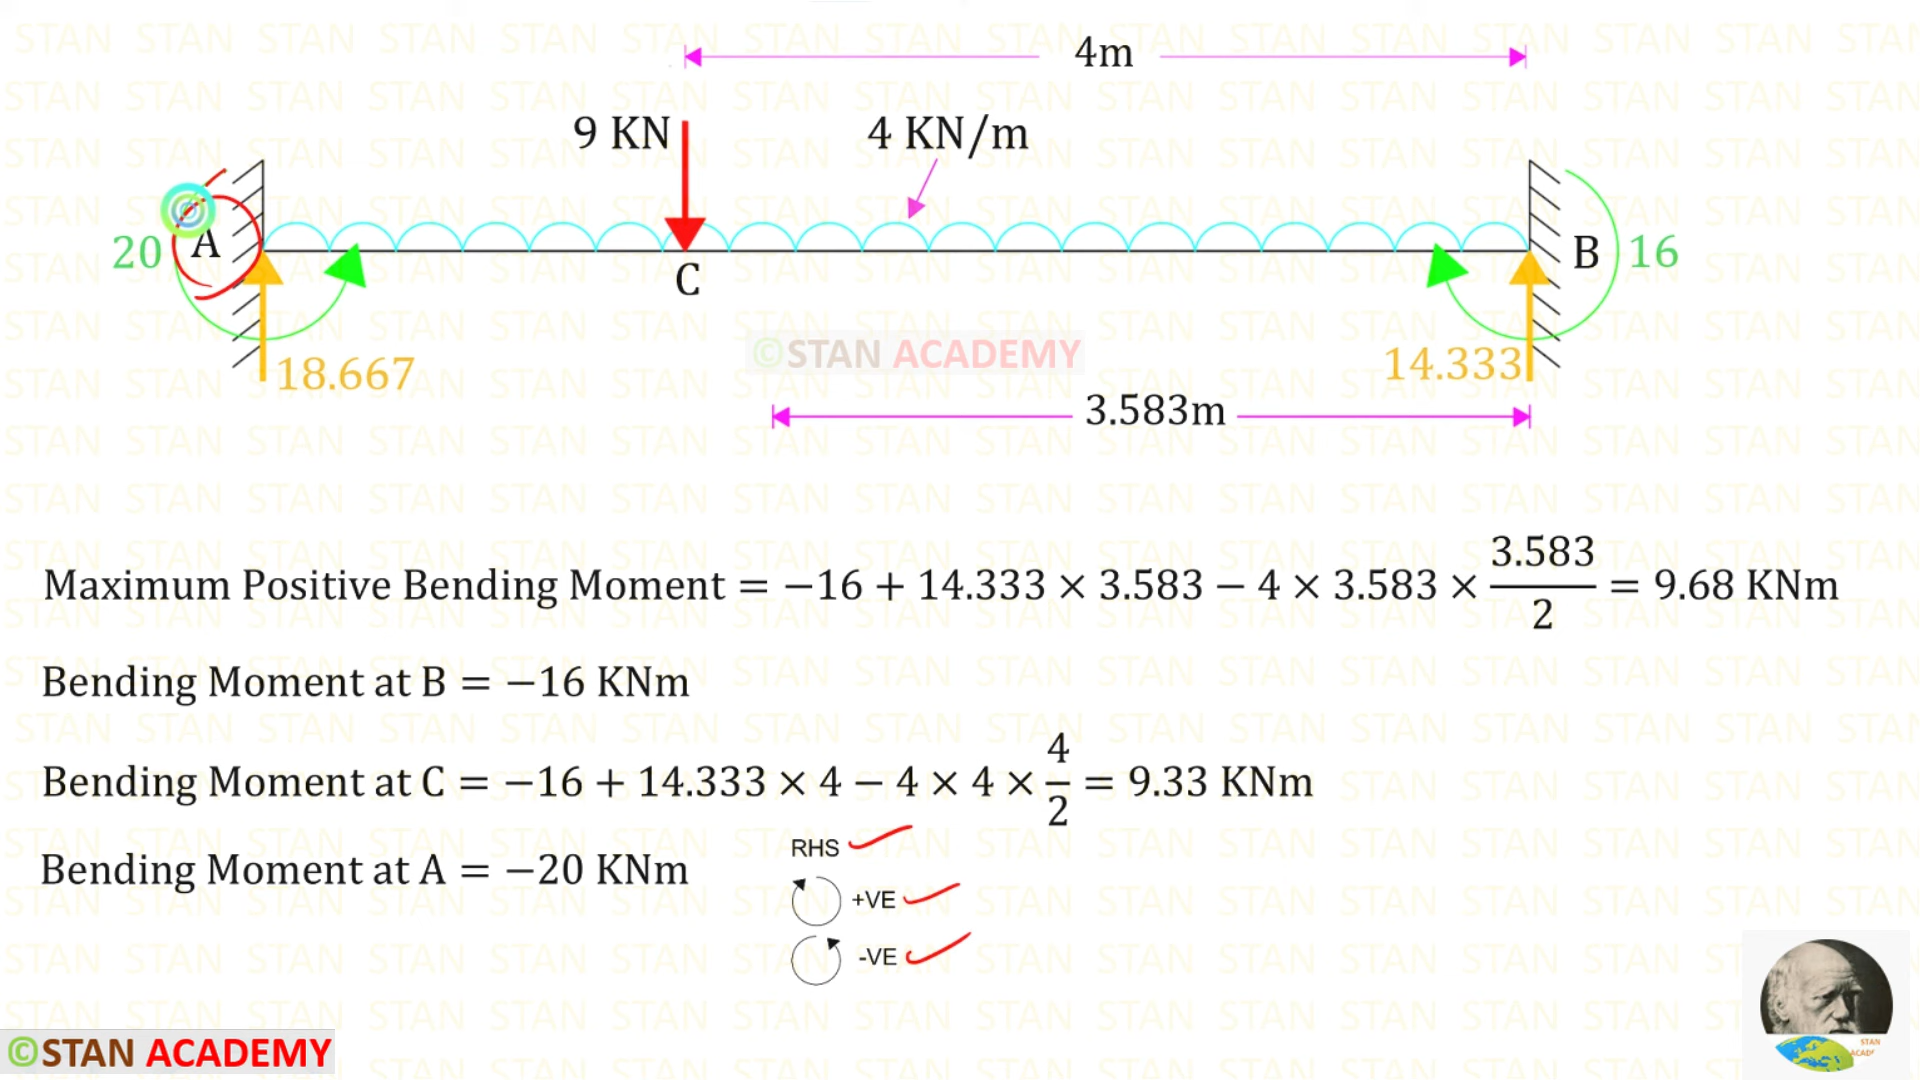 4m
9 KN
4 KN/m
20
A
C
B
16
©STAN ACADEMY
18.667
14.333
3.583m
Maximum Positive Bending Moment = −16 + 14.333 × 3.583 − 4 × 3.583 × 3.583/2 = 9.68 KNm
Bending Moment at B = −16 KNm
Bending Moment at C = −16 + 14.333 × 4 − 4 × 4 × 4/2 = 9.33 KNm
Bending Moment at A = −20 KNm
RHS
+VE
-VE
©STAN ACADEMY
STAN